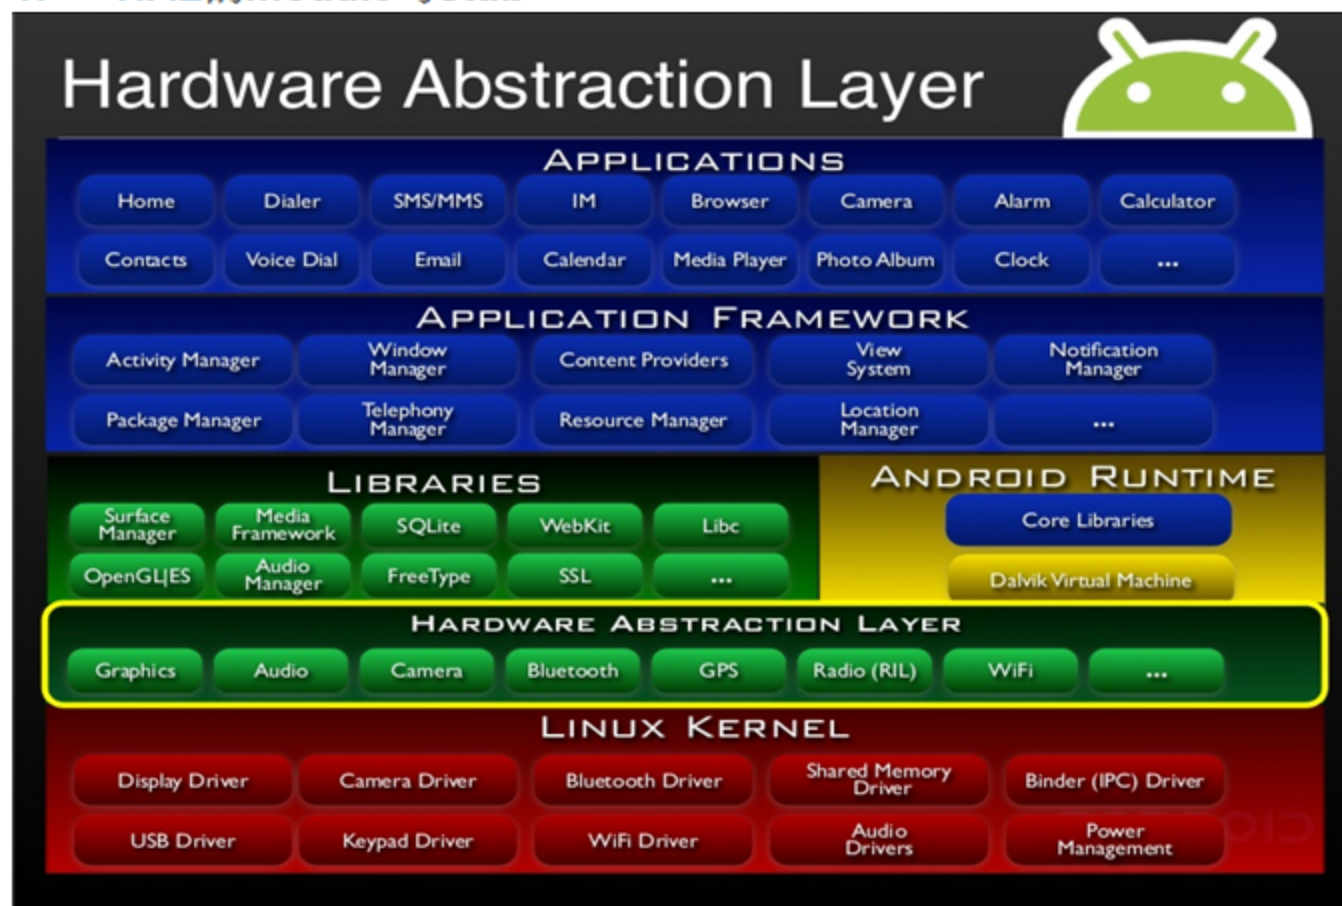 Hardware Abstraction Layer
APPLICATIONS
Home Dialer SMS/MMS IM Browser Camera Alarm Calculator
Contacts Voice Dial Email Calendar Media Player Photo Album Clock ...
APPLICATION FRAMEWORK
Activity Manager Window Manager Content Providers View System Notification Manager
Package Manager Telephony Manager Resource Manager Location Manager ...
LIBRARIES
Surface Manager Media Framework SQLite WebKit Libc
OpenGL|ES Audio Manager FreeType SSL ...
ANDROID RUNTIME
Core Libraries
Dalvik Virtual Machine
HARDWARE ABSTRACTION LAYER
Graphics Audio Camera Bluetooth GPS Radio (RIL) WiFi ...
LINUX KERNEL
Display Driver Camera Driver Bluetooth Driver Shared Memory Driver Binder (IPC) Driver
USB Driver Keypad Driver WiFi Driver Audio Drivers Power Management